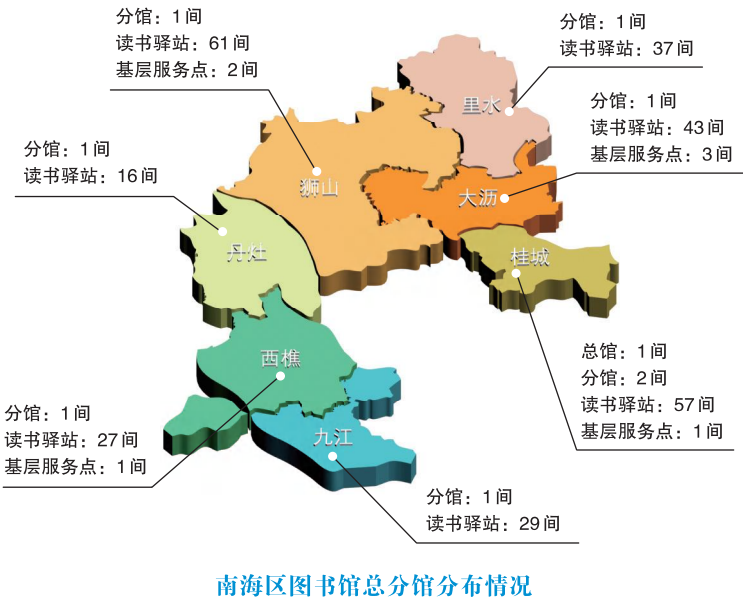 分馆：1间
读书驿站：61间
基层服务点：2间
分馆：1间
读书驿站：37间
里水
分馆：1间
读书驿站：43间
基层服务点：3间
分馆：1间
读书驿站：16间
狮山
大沥
丹灶
桂城
总馆：1间
分馆：2间
读书驿站：57间
基层服务点：1间
西樵
分馆：1间
读书驿站：27间
基层服务点：1间
九江
分馆：1间
读书驿站：29间
南海区图书馆总分馆分布情况